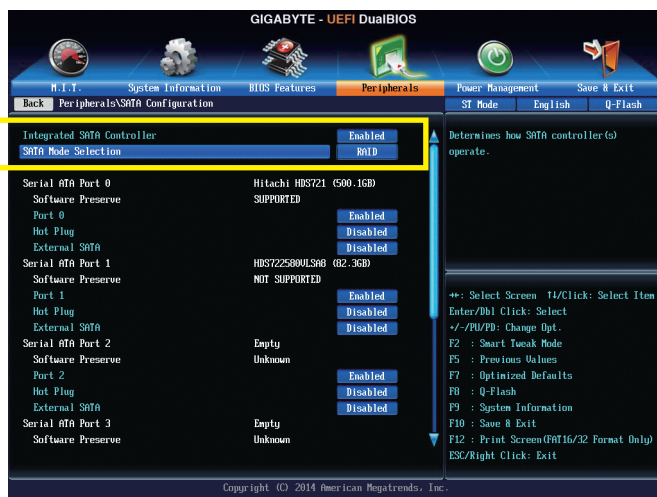 GIGABYTE - UEFI DualBIOS
M.I.T. System Information BIOS Features Peripherals Power Management Save & Exit
Back Peripherals\SATA Configuration ST Mode English Q-Flash
Integrated SATA Controller Enabled
SATA Mode Selection RAID
Determines how SATA controller(s)
operate.
Serial ATA Port 0 Hitachi HDS721 (500.1GB)
Software Preserve SUPPORTED
Port 0 Enabled
Hot Plug Disabled
External SATA Disabled
Serial ATA Port 1 HDS722580VLSA8 (82.3GB)
Software Preserve NOT SUPPORTED
Port 1 Enabled
Hot Plug Disabled
External SATA Disabled
Serial ATA Port 2 Empty
Software Preserve Unknown
Port 2 Enabled
Hot Plug Disabled
External SATA Disabled
Serial ATA Port 3 Empty
Software Preserve Unknown
→←: Select Screen ↑↓/Click: Select Item
Enter/Dbl Click: Select
+/-/PU/PD: Change Opt.
F2 : Smart Tweak Mode
F5 : Previous Values
F7 : Optimized Defaults
F8 : Q-Flash
F9 : System Information
F10 : Save & Exit
F12 : Print Screen(FAT16/32 Format Only)
ESC/Right Click: Exit
Copyright (C) 2014 American Megatrends, Inc.